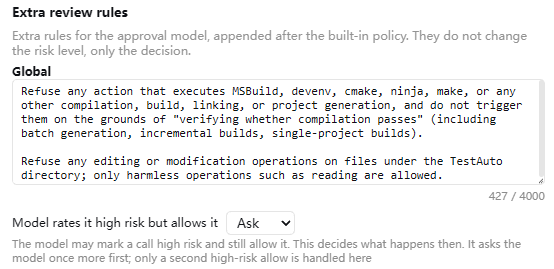 Extra review rules
Extra rules for the approval model, appended after the built-in policy. They do not change
the risk level, only the decision.
Global
Refuse any action that executes MSBuild, devenv, cmake, ninja, make, or any
other compilation, build, linking, or project generation, and do not trigger
them on the grounds of "verifying whether compilation passes" (including
batch generation, incremental builds, single-project builds).
Refuse any editing or modification operations on files under the TestAuto
directory; only harmless operations such as reading are allowed.
427 / 4000
Model rates it high risk but allows it Ask
The model may mark a call high risk and still allow it. This decides what happens then. It asks the
model once more first; only a second high-risk allow is handled here